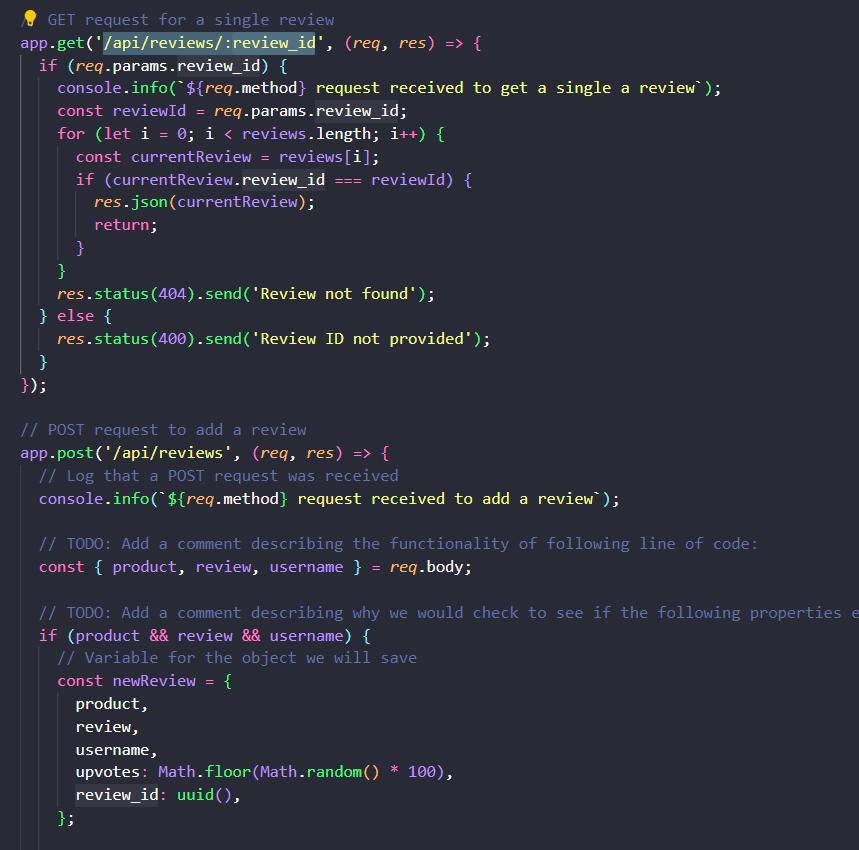 GET request for a single review
app.get('/api/reviews/:review_id', (req, res) => {
  if (req.params.review_id) {
    console.info(`${req.method} request received to get a single a review`);
    const reviewId = req.params.review_id;
    for (let i = 0; i < reviews.length; i++) {
      const currentReview = reviews[i];
      if (currentReview.review_id === reviewId) {
        res.json(currentReview);
        return;
      }
    }
    res.status(404).send('Review not found');
  } else {
    res.status(400).send('Review ID not provided');
  }
});

// POST request to add a review
app.post('/api/reviews', (req, res) => {
  // Log that a POST request was received
  console.info(`${req.method} request received to add a review`);

  // TODO: Add a comment describing the functionality of following line of code:
  const { product, review, username } = req.body;

  // TODO: Add a comment describing why we would check to see if the following properties e
  if (product && review && username) {
    // Variable for the object we will save
    const newReview = {
      product,
      review,
      username,
      upvotes: Math.floor(Math.random() * 100),
      review_id: uuid(),
    };